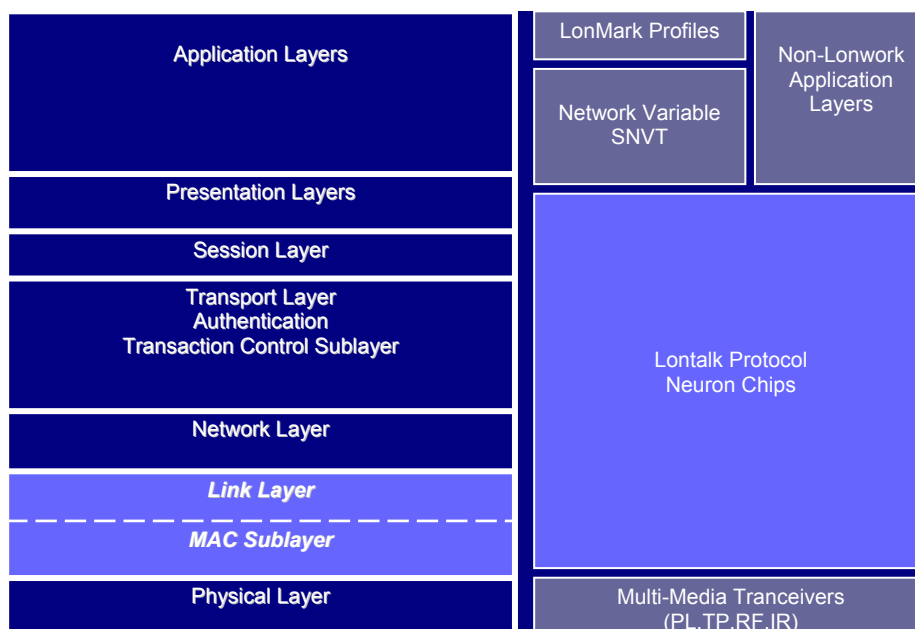 Application Layers
Presentation Layers
Session Layer
Transport Layer
Authentication
Transaction Control Sublayer
Network Layer
Link Layer
MAC Sublayer
Physical Layer
LonMark Profiles
Network Variable
SNVT
Non-Lonwork
Application
Layers
Lontalk Protocol
Neuron Chips
Multi-Media Tranceivers
(PL,TP,RF,IR)